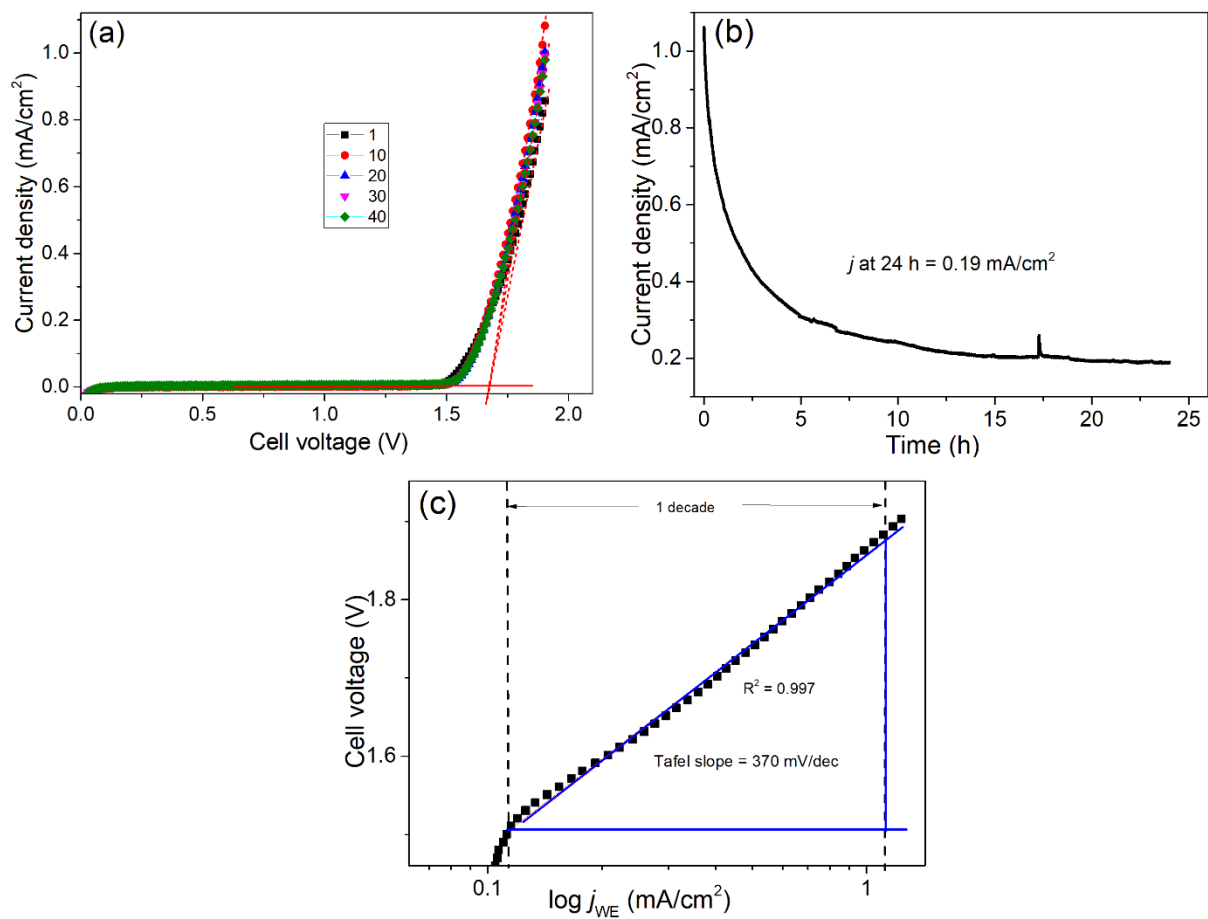 (a)
1.0
0.8
0.6
0.4
0.2
0.0
Current density (mA/cm²)
1
10
20
30
40
0.0 0.5 1.0 1.5 2.0
Cell voltage (V)
(b)
1.0
0.8
0.6
0.4
0.2
Current density (mA/cm²)
j at 24 h = 0.19 mA/cm²
0 5 10 15 20 25
Time (h)
(c)
1 decade
1.8
1.6
Cell voltage (V)
R² = 0.997
Tafel slope = 370 mV/dec
0.1 1
log jWE (mA/cm²)